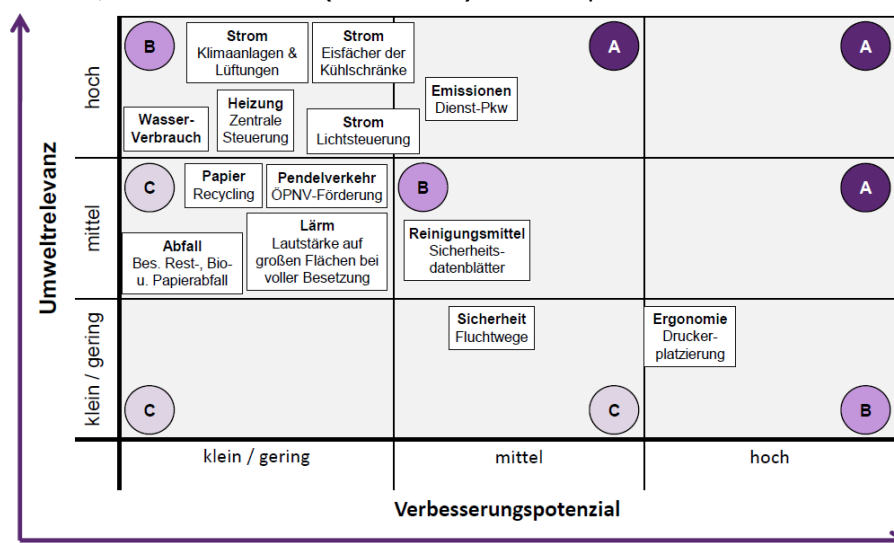 Umweltrelevanz
hoch
B
Strom
Klimaanlagen &
Lüftungen
Strom
Eisfächer der
Kühlschränke
A
A
Wasser-
Verbrauch
Heizung
Zentrale
Steuerung
Strom
Lichtsteuerung
Emissionen
Dienst-Pkw
mittel
C
Papier
Recycling
Pendelverkehr
ÖPNV-Förderung
B
A
Abfall
Bes. Rest-, Bio-
u. Papierabfall
Lärm
Lautstärke auf
großen Flächen bei
voller Besetzung
Reinigungsmittel
Sicherheits-
datenblätter
klein / gering
Sicherheit
Fluchtwege
Ergonomie
Drucker-
platzierung
C
C
B
klein / gering
mittel
hoch
Verbesserungspotenzial